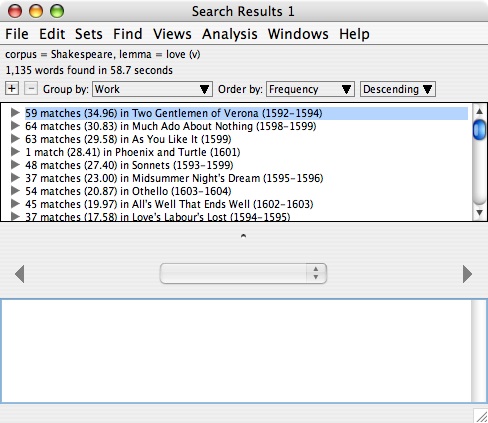 Search Results 1
File Edit Sets Find Views Analysis Windows Help
corpus = Shakespeare, lemma = love (v)
1,135 words found in 58.7 seconds
+ − Group by: Work Order by: Frequency Descending
59 matches (34.96) in Two Gentlemen of Verona (1592-1594)
64 matches (30.83) in Much Ado About Nothing (1598-1599)
63 matches (29.58) in As You Like It (1599)
1 match (28.41) in Phoenix and Turtle (1601)
48 matches (27.40) in Sonnets (1593-1599)
37 matches (23.00) in Midsummer Night's Dream (1595-1596)
54 matches (20.87) in Othello (1603-1604)
45 matches (19.97) in All's Well That Ends Well (1602-1603)
37 matches (17.58) in Love's Labour's Lost (1594-1595)